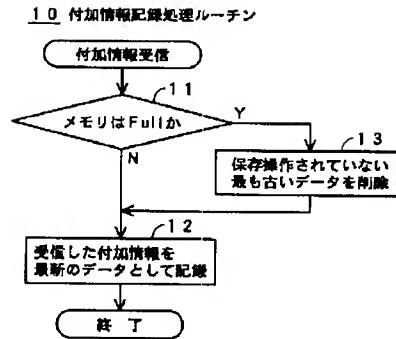 10 付加情報記録処理ルーチン
付加情報受信
11
メモリはFullか
Y
N
13
保存操作されていない
最も古いデータを削除
12
受信した付加情報を
最新のデータとして記録
終 了